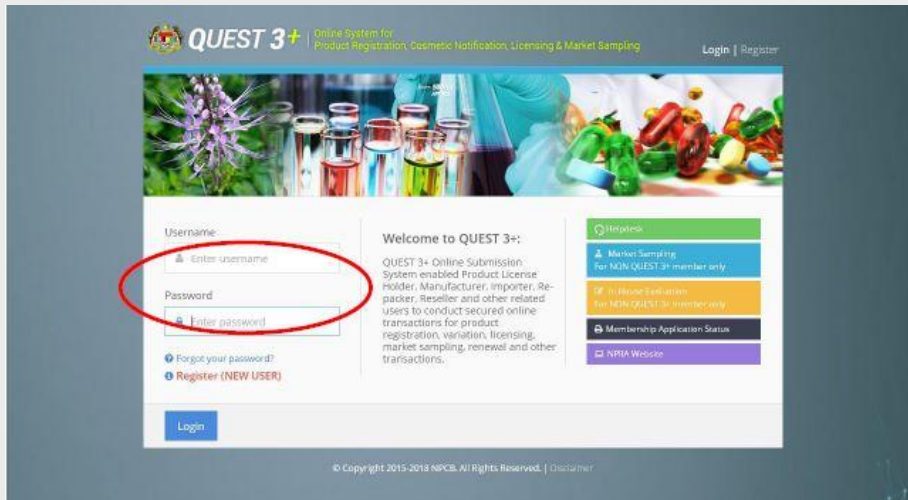 QUEST 3+
Online System for
Product Registration, Cosmetic Notification, Licensing & Market Sampling
Login | Register
Username
Enter username
Password
Enter password
Forgot your password?
Register (NEW USER)
Login
Welcome to QUEST 3+:
QUEST 3+ Online Submission
System enabled Product License
Holder, Manufacturer, Importer, Re-
packer, Reseller and other related
users to conduct secured online
transactions for product
registration, variation, licensing,
market sampling, renewal and other
transactions.
Helpdesk
Market Sampling
For NON QUEST 3+ member only
In House Evaluation
For NON QUEST 3+ member only
Membership Application Status
NPRA Website
© Copyright 2015-2018 NPCB. All Rights Reserved. | Disclaimer